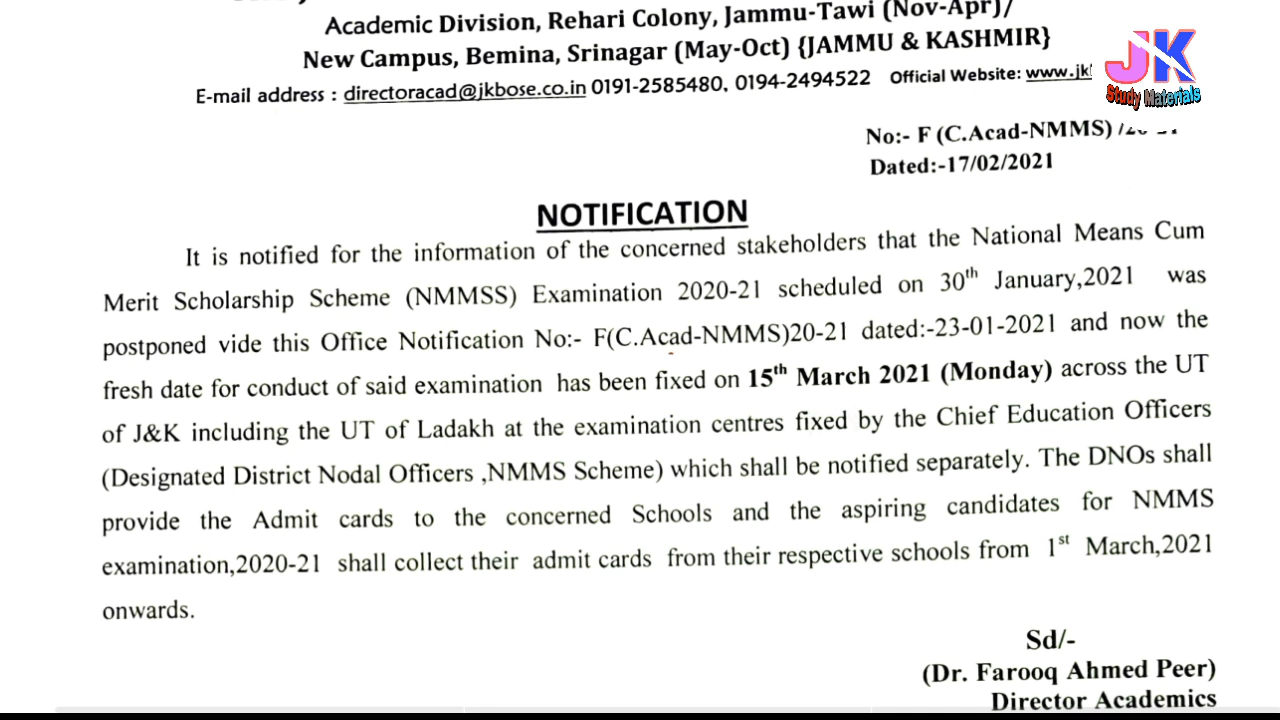 Academic Division, Rehari Colony, Jammu-Tawi (Nov-Apr)/
New Campus, Bemina, Srinagar (May-Oct) {JAMMU & KASHMIR}
E-mail address : directoracad@jkbose.co.in 0191-2585480, 0194-2494522 Official Website: www.jk
JK
Study Materials
No:- F (C.Acad-NMMS)
Dated:-17/02/2021
NOTIFICATION
It is notified for the information of the concerned stakeholders that the National Means Cum
Merit Scholarship Scheme (NMMSS) Examination 2020-21 scheduled on 30th January,2021 was
postponed vide this Office Notification No:- F(C.Acad-NMMS)20-21 dated:-23-01-2021 and now the
fresh date for conduct of said examination has been fixed on 15th March 2021 (Monday) across the UT
of J&K including the UT of Ladakh at the examination centres fixed by the Chief Education Officers
(Designated District Nodal Officers ,NMMS Scheme) which shall be notified separately. The DNOs shall
provide the Admit cards to the concerned Schools and the aspiring candidates for NMMS
examination,2020-21 shall collect their admit cards from their respective schools from 1st March,2021
onwards.
Sd/-
(Dr. Farooq Ahmed Peer)
Director Academics